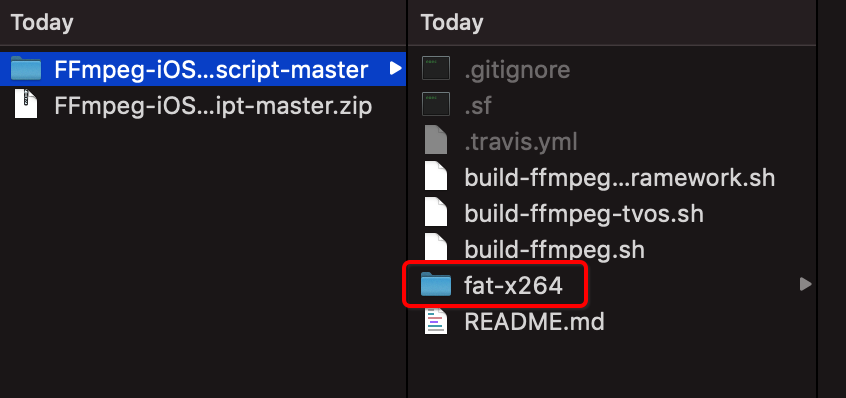 Today
FFmpeg-iOS...script-master
FFmpeg-iOS...ipt-master.zip
Today
.gitignore
.sf
.travis.yml
build-ffmpeg...ramework.sh
build-ffmpeg-tvos.sh
build-ffmpeg.sh
fat-x264
README.md